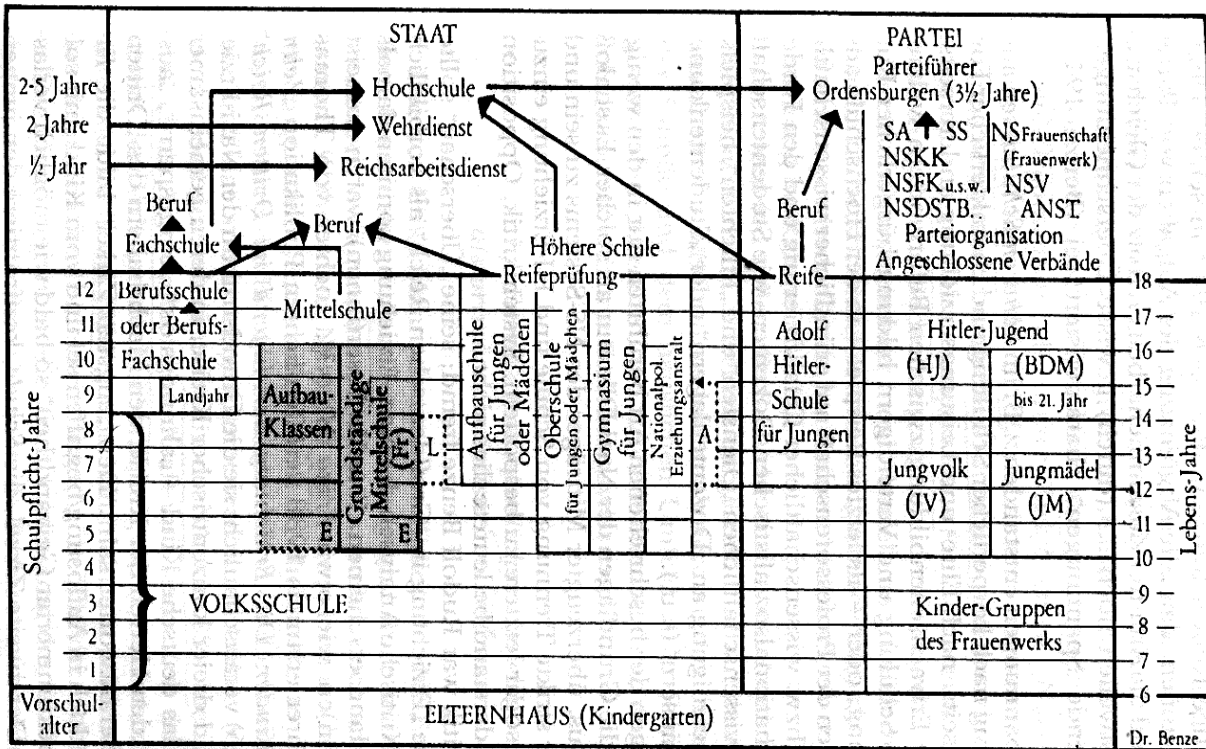 STAAT
PARTEI
Parteiführer
2-5 Jahre
Hochschule
Ordensburgen (3½ Jahre)
2 Jahre
Wehrdienst
SA SS
NSFrauenschaft
½ Jahr
Reichsarbeitsdienst
NSKK
(Frauenwerk)
NSFK u.s.w.
NSV
Beruf
Beruf
Beruf
NSDSTB..
ANST.
Fachschule
Höhere Schule
Parteiorganisation
Reifeprüfung
Reife
Angeschlossene Verbände
Schulpflicht-Jahre
12
11
10
9
8
7
6
5
4
3
2
1
Berufsschule
oder Berufs-
Fachschule
Landjahr
Mittelschule
Aufbau-
Klassen
E
Grundständige
Mittelschule
(Fr)
E
L
Aufbauschule
für Jungen
oder Mädchen
Oberschule
für Jungen oder Mädchen
Gymnasium
für Jungen
Nationalpol.
Erziehungsanstalt
A
Adolf
Hitler-
Schule
für Jungen
Hitler-Jugend
(HJ)
(BDM)
bis 21. Jahr
Jungvolk
Jungmädel
(JV)
(JM)
VOLKSSCHULE
Kinder-Gruppen
des Frauenwerks
18
17
16
15
14
13
12
11
10
9
8
7
6
Lebens-Jahre
Vorschul-
alter
ELTERNHAUS (Kindergarten)
Dr. Benze